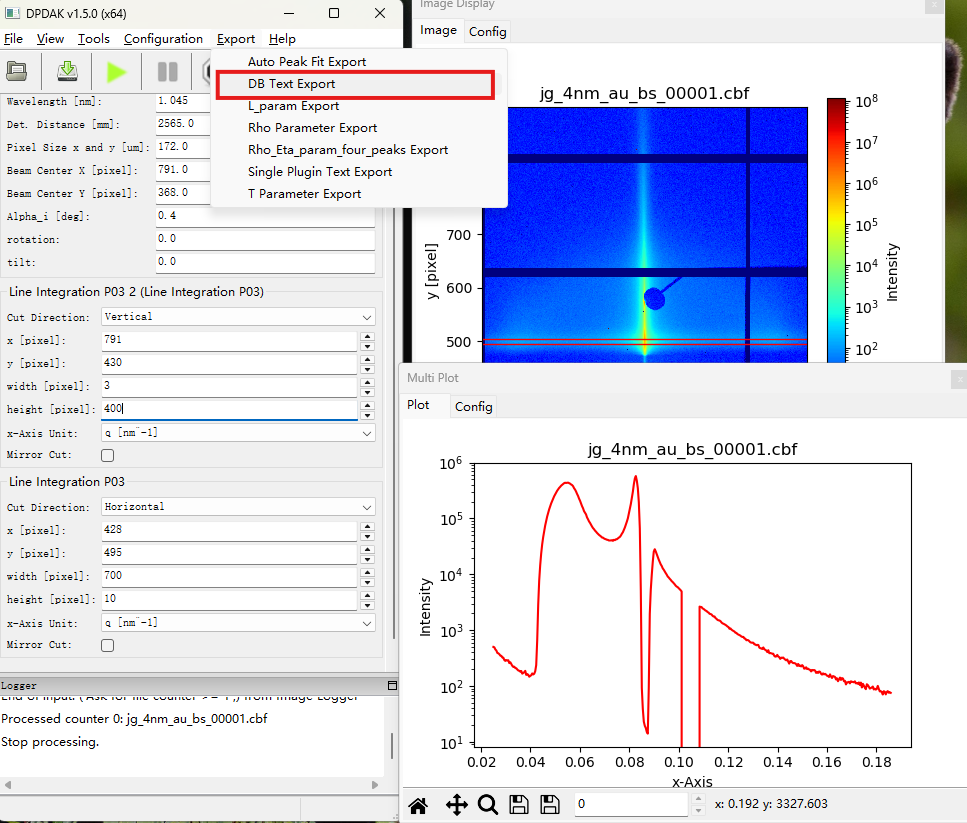 DPDAK v1.5.0 (x64)
File View Tools Configuration Export Help
Auto Peak Fit Export
DB Text Export
L_param Export
Rho Parameter Export
Rho_Eta_param_four_peaks Export
Single Plugin Text Export
T Parameter Export
Wavelength [nm]: 1.045
Det. Distance [mm]: 2565.0
Pixel Size x and y [um]: 172.0
Beam Center X [pixel]: 791.0
Beam Center Y [pixel]: 368.0
Alpha_i [deg]: 0.4
rotation: 0.0
tilt: 0.0
Line Integration P03 2 (Line Integration P03)
Cut Direction: Vertical
x [pixel]: 791
y [pixel]: 430
width [pixel]: 3
height [pixel]: 400
x-Axis Unit: q [nm^-1]
Mirror Cut:
Line Integration P03
Cut Direction: Horizontal
x [pixel]: 428
y [pixel]: 495
width [pixel]: 700
height [pixel]: 10
x-Axis Unit: q [nm^-1]
Mirror Cut:
Logger
End of input. ("Ask for file counter >= 1",) from Image Logger
Processed counter 0: jg_4nm_au_bs_00001.cbf
Stop processing.
Image Display
Image Config
jg_4nm_au_bs_00001.cbf
y [pixel]
700
600
500
10^8
10^7
10^6
10^5
10^4
10^3
10^2
Intensity
Multi Plot
Plot Config
jg_4nm_au_bs_00001.cbf
Intensity
10^6
10^5
10^4
10^3
10^2
10^1
0.02 0.04 0.06 0.08 0.10 0.12 0.14 0.16 0.18
x-Axis
0
x: 0.192 y: 3327.603